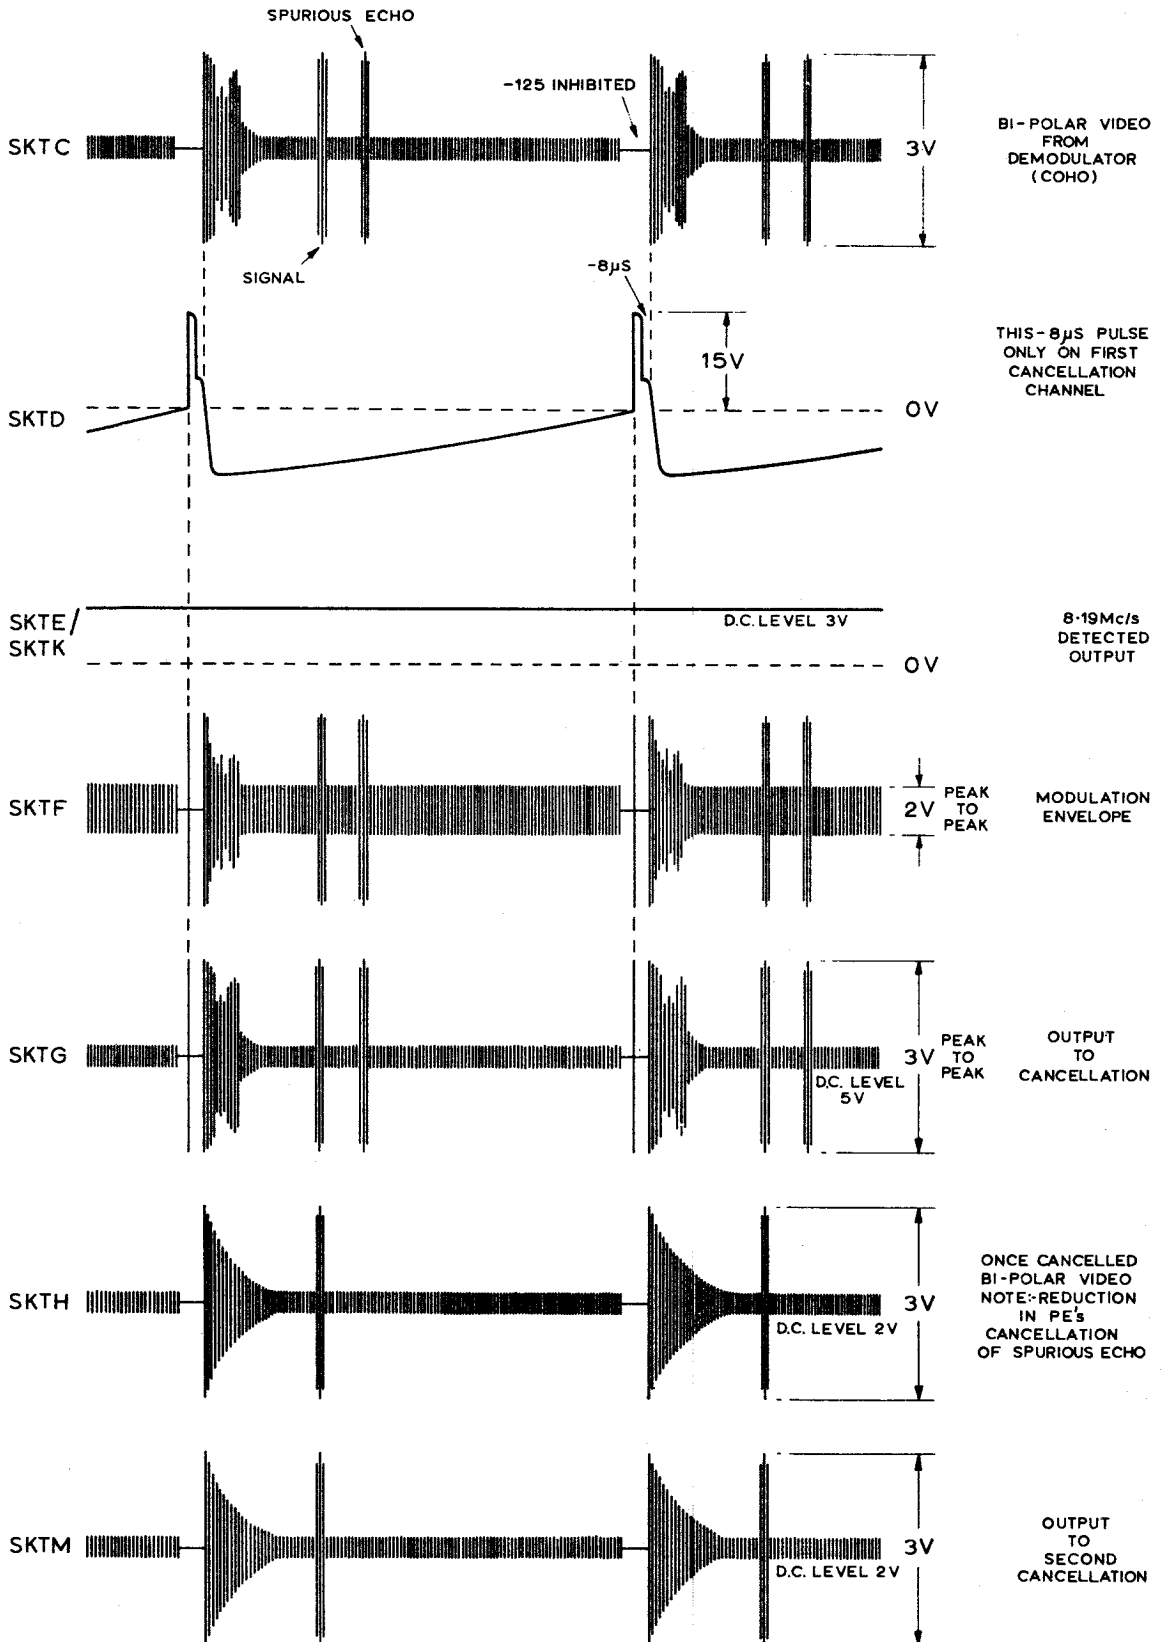 SPURIOUS ECHO
-125 INHIBITED
SKTC
3V
BI-POLAR VIDEO
FROM
DEMODULATOR
(COHO)
SIGNAL
-8µS
15V
THIS-8µS PULSE
ONLY ON FIRST
CANCELLATION
CHANNEL
SKTD
0V
SKTE/
SKTK
D.C. LEVEL 3V
0V
8·19Mc/s
DETECTED
OUTPUT
SKTF
2V
PEAK
TO
PEAK
MODULATION
ENVELOPE
SKTG
3V
PEAK
TO
PEAK
D.C. LEVEL
5V
OUTPUT
TO
CANCELLATION
SKTH
3V
D.C. LEVEL 2V
ONCE CANCELLED
BI-POLAR VIDEO
NOTE:-REDUCTION
IN PE's
CANCELLATION
OF SPURIOUS ECHO
SKTM
3V
D.C. LEVEL 2V
OUTPUT
TO
SECOND
CANCELLATION